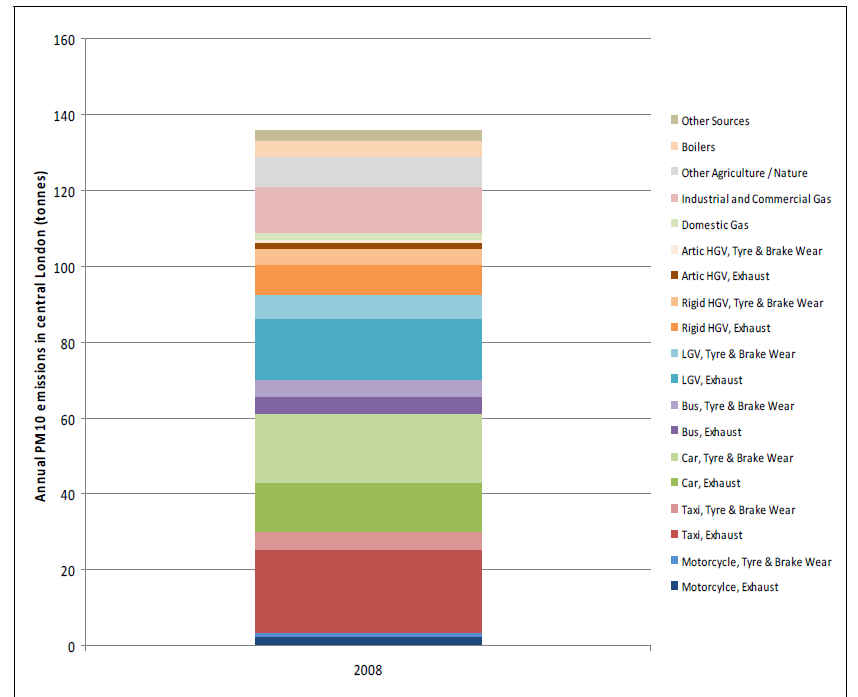 160
140
120
100
80
60
40
20
0
Annual PM10 emissions in central London (tonnes)
2008
Other Sources
Boilers
Other Agriculture / Nature
Industrial and Commercial Gas
Domestic Gas
Artic HGV, Tyre & Brake Wear
Artic HGV, Exhaust
Rigid HGV, Tyre & Brake Wear
Rigid HGV, Exhaust
LGV, Tyre & Brake Wear
LGV, Exhaust
Bus, Tyre & Brake Wear
Bus, Exhaust
Car, Tyre & Brake Wear
Car, Exhaust
Taxi, Tyre & Brake Wear
Taxi, Exhaust
Motorcycle, Tyre & Brake Wear
Motorcylce, Exhaust